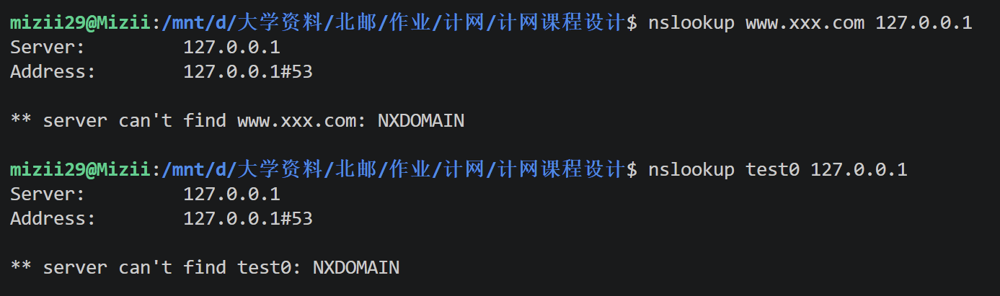 mizii29@Mizii:/mnt/d/大学资料/北邮/作业/计网/计网课程设计$ nslookup www.xxx.com 127.0.0.1
Server:         127.0.0.1
Address:        127.0.0.1#53
** server can't find www.xxx.com: NXDOMAIN
mizii29@Mizii:/mnt/d/大学资料/北邮/作业/计网/计网课程设计$ nslookup test0 127.0.0.1
Server:         127.0.0.1
Address:        127.0.0.1#53
** server can't find test0: NXDOMAIN